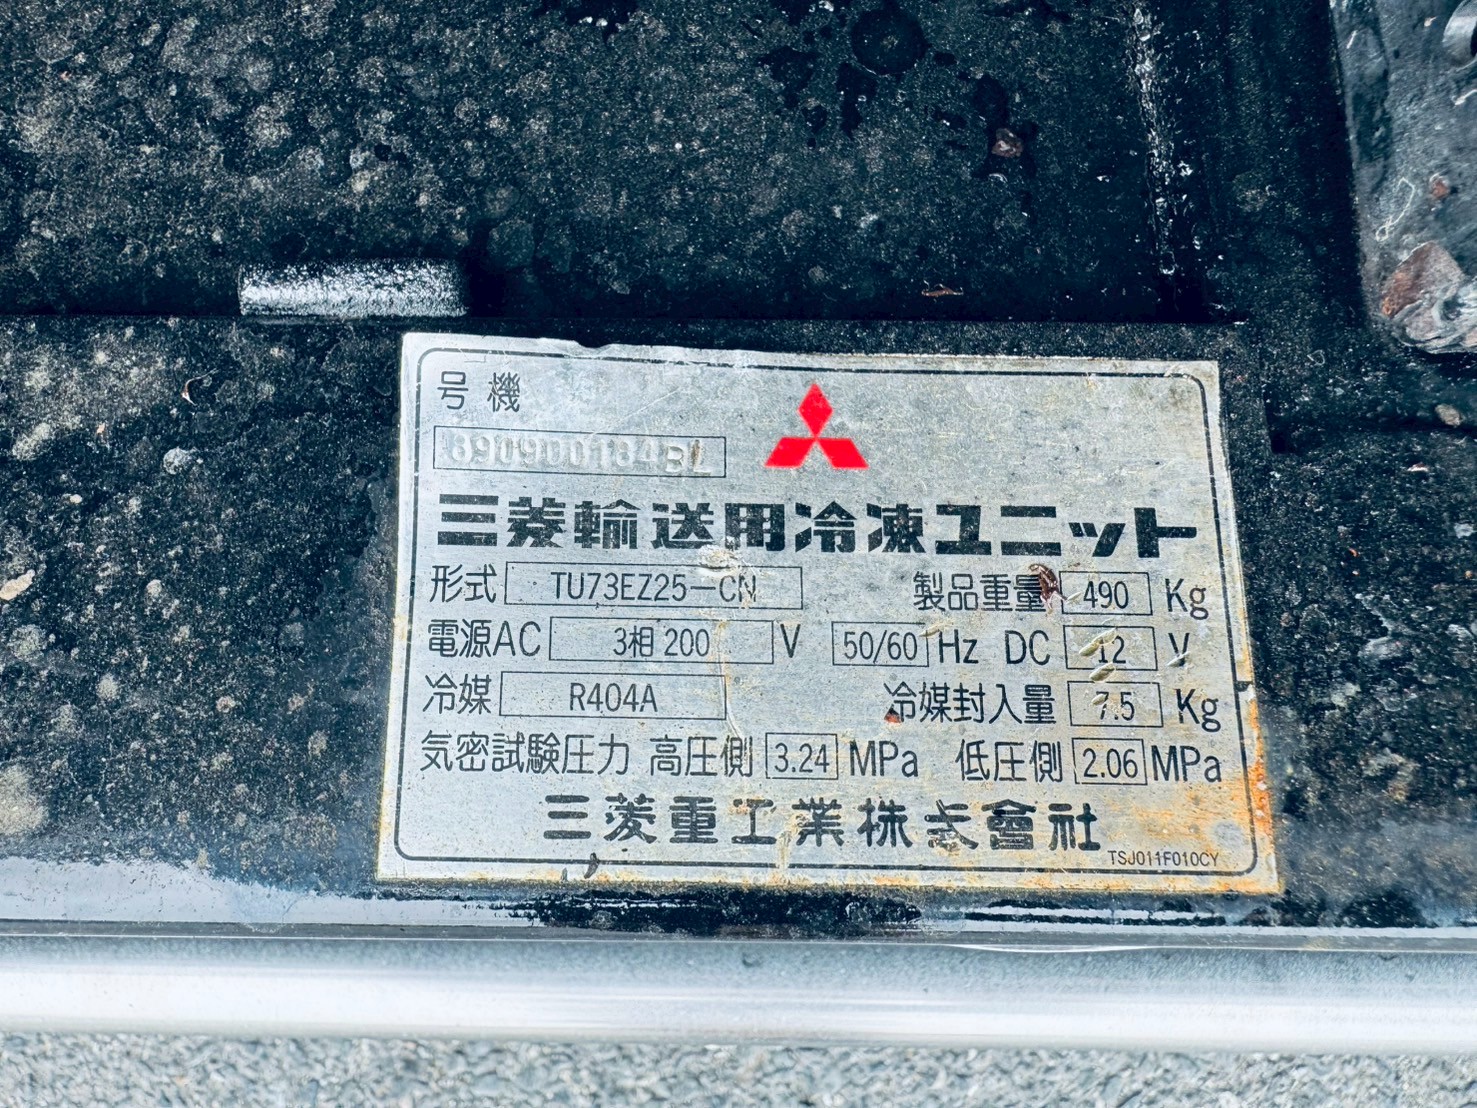 号機
890900184BL
三菱輸送用冷凍ユニット
形式 TU73EZ25-CN 製品重量 490 Kg
電源AC 3相 200 V 50/60 Hz DC 12 V
冷媒 R404A 冷媒封入量 7.5 Kg
気密試験圧力 高圧側 3.24 MPa 低圧側 2.06 MPa
三菱重工業株式會社
TSJ011F010CY